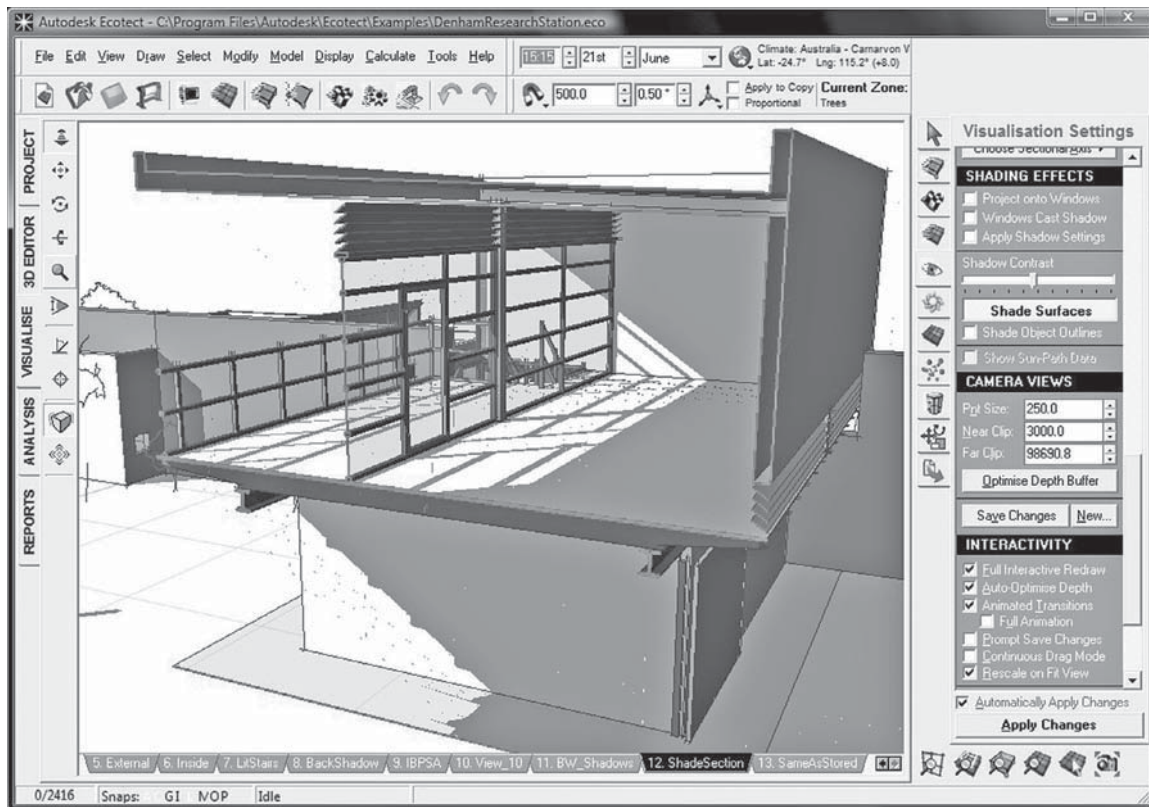 Autodesk Ecotect - C:\Program Files\Autodesk\Ecotect\Examples\DenhamResearchStation.eco
File Edit View Draw Select Modify Model Display Calculate Tools Help
15:15 21st June
Climate: Australia - Carnarvon V
Lat: -24.7° Lng: 115.2° (+8.0)
500.0 0.50 °
Apply to Copy
Proportional
Current Zone:
Trees
PROJECT
3D EDITOR
VISUALISE
ANALYSIS
REPORTS
Visualisation Settings
Choose Sectional Axis
SHADING EFFECTS
Project onto Windows
Windows Cast Shadow
Apply Shadow Settings
Shadow Contrast
Shade Surfaces
Shade Object Outlines
Show Sun-Path Data
CAMERA VIEWS
Pnt Size: 250.0
Near Clip: 3000.0
Far Clip: 98690.8
Optimise Depth Buffer
Save Changes New...
INTERACTIVITY
Full Interactive Redraw
Auto-Optimise Depth
Animated Transitions
Full Animation
Prompt Save Changes
Continuous Drag Mode
Rescale on Fit View
Automatically Apply Changes
Apply Changes
5. External 6. Inside 7. LitStairs 8. BackShadow 9. IBPSA 10. View_10 11. BW_Shadows 12. ShadeSection 13. SameAsStored
0/2416 Snaps: GI MOP Idle